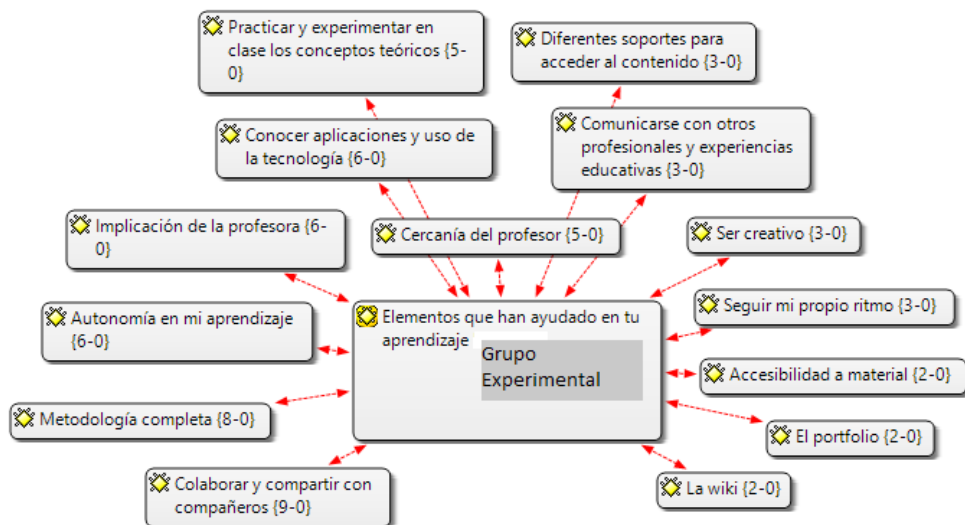 Practicar y experimentar en
clase los conceptos teóricos {5-
0}
Diferentes soportes para
acceder al contenido {3-0}
Conocer aplicaciones y uso de
la tecnología {6-0}
Comunicarse con otros
profesionales y experiencias
educativas {3-0}
Implicación de la profesora {6-
0}
Cercanía del profesor {5-0}
Ser creativo {3-0}
Autonomía en mi aprendizaje
{6-0}
Elementos que han ayudado en tu
aprendizaje
Grupo
Experimental
Seguir mi propio ritmo {3-0}
Accesibilidad a material {2-0}
Metodología completa {8-0}
El portfolio {2-0}
Colaborar y compartir con
compañeros {9-0}
La wiki {2-0}